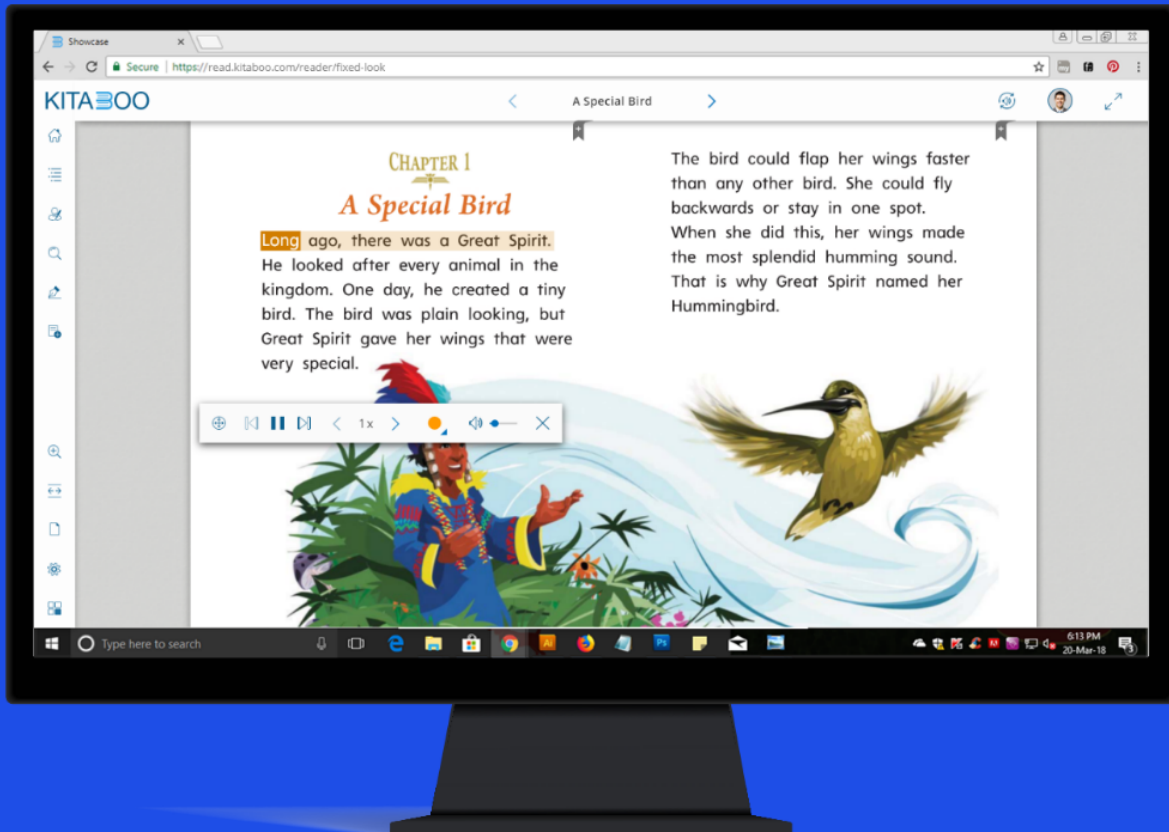 Showcase
Secure | https://read.kitaboo.com/reader/fixed-look
KITABOO
A Special Bird
CHAPTER 1
A Special Bird
Long ago, there was a Great Spirit.
He looked after every animal in the
kingdom. One day, he created a tiny
bird. The bird was plain looking, but
Great Spirit gave her wings that were
very special.
The bird could flap her wings faster
than any other bird. She could fly
backwards or stay in one spot.
When she did this, her wings made
the most splendid humming sound.
That is why Great Spirit named her
Hummingbird.
1x
Type here to search
Ai
Ps
6:13 PM
20-Mar-18
3